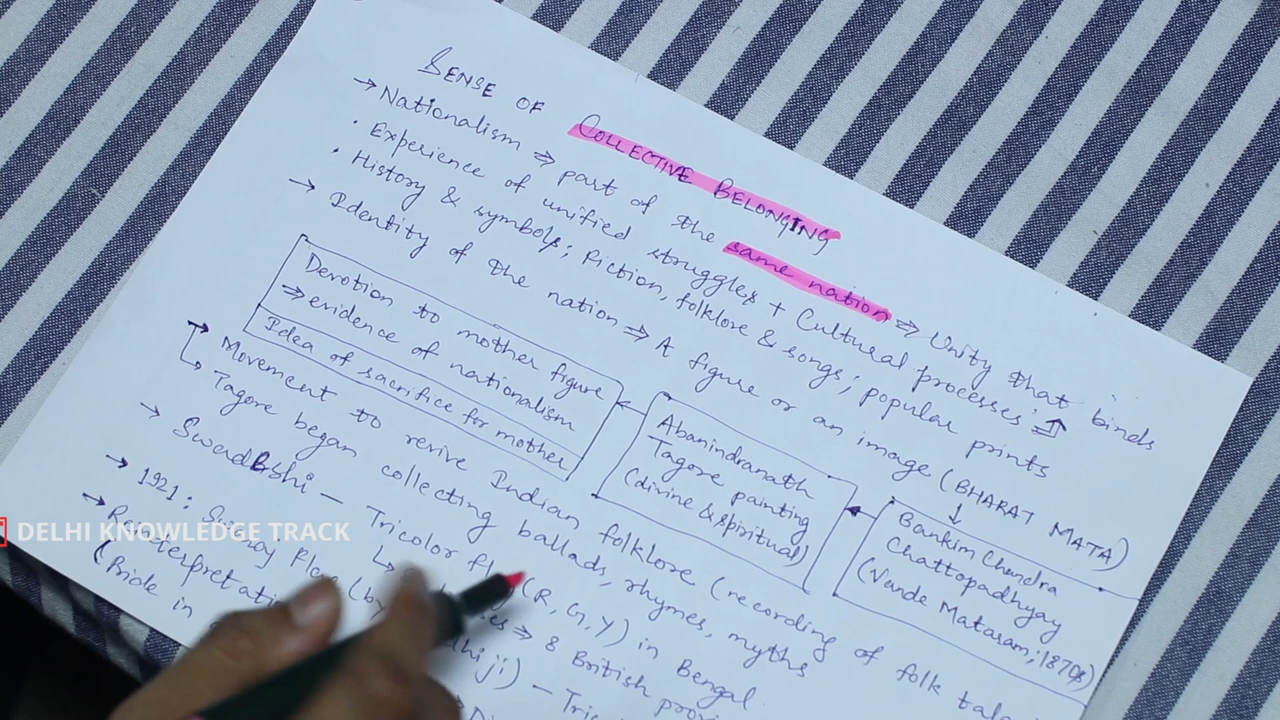 SENSE OF COLLECTIVE BELONGING
→ Nationalism ⇒ part of the same nation ⇒ Unity that binds
· Experience of unified struggles + Cultural processes ↑
· History & symbols; fiction, folklore & songs; popular prints
→ Identity of the nation ⇒ A figure or an image (BHARAT MATA)
Devotion to mother figure
⇒ evidence of nationalism
Idea of sacrifice for mother
Abanindranath
Tagore painting
(divine & spiritual)
Bankim Chandra
Chattopadhyay
(Vande Mataram; 1870s)
→ Movement to revive Indian folklore (recording of folk
Tagore began collecting ballads, rhymes, myths
→ Swadeshi – Tricolor (R, G, Y) in Bengal
⇒ 8 British
→ 1921: (by –
→
(Pride in
DELHI KNOWLEDGE TRACK